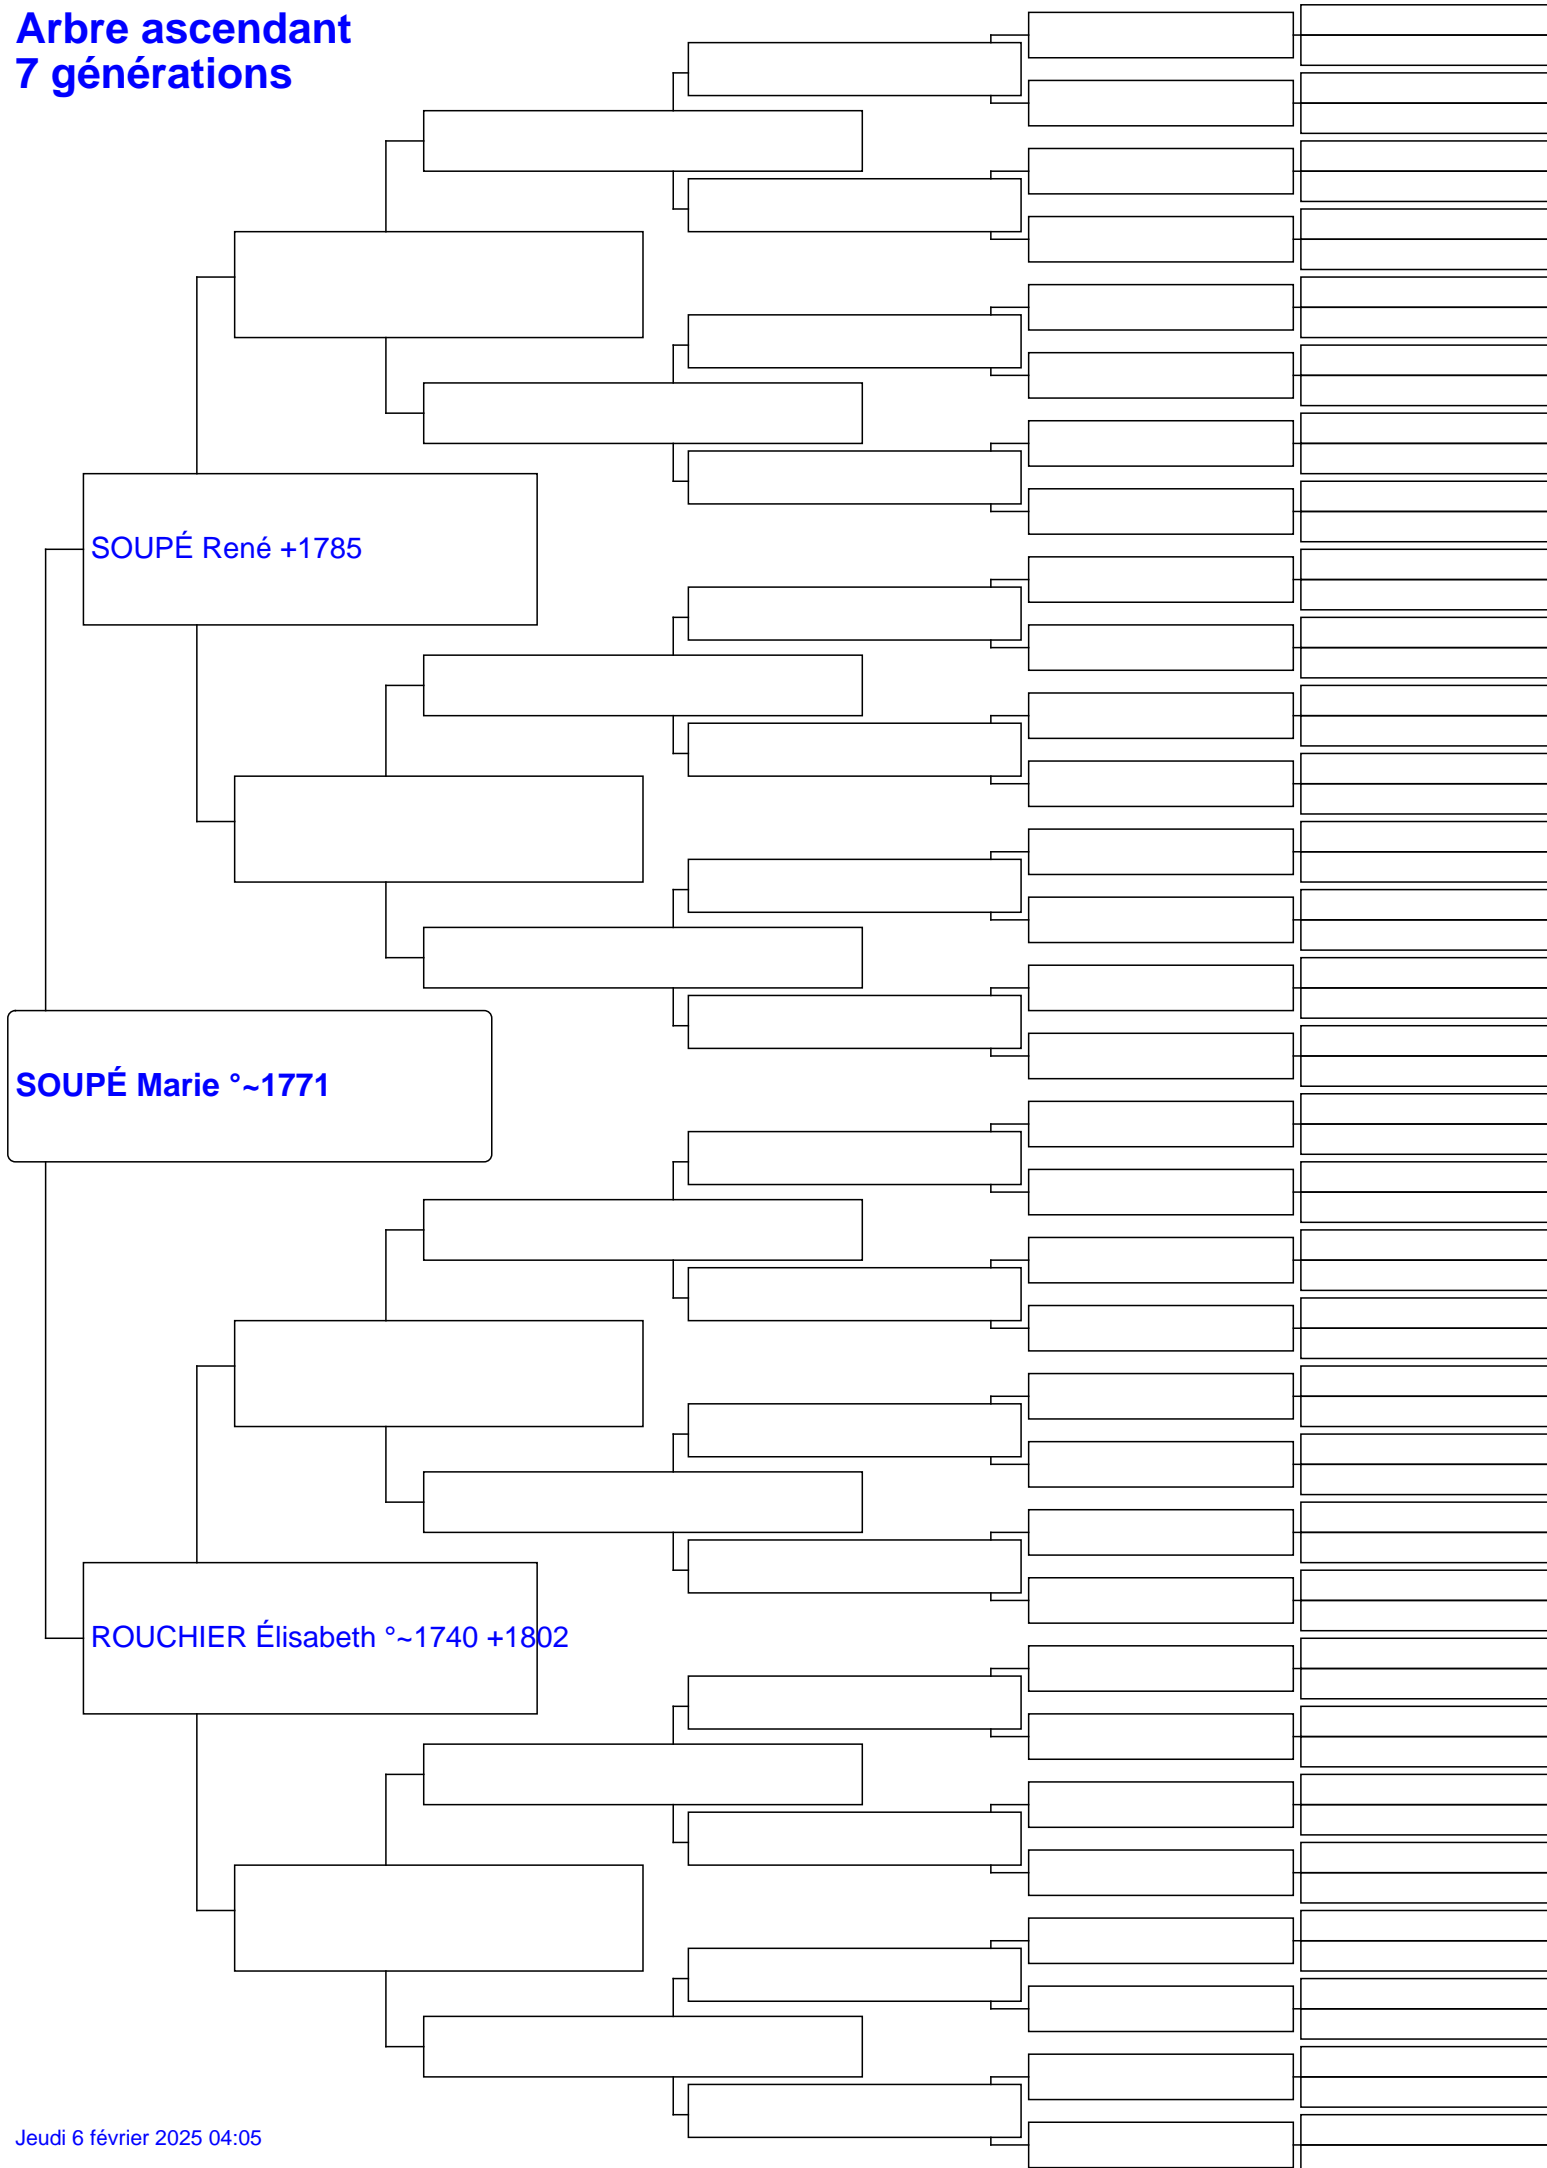 Arbre ascendant
7 générations
SOUPÉ René +1785
SOUPÉ Marie °~1771
ROUCHIER Élisabeth °~1740 +1802
Jeudi 6 février 2025 04:05